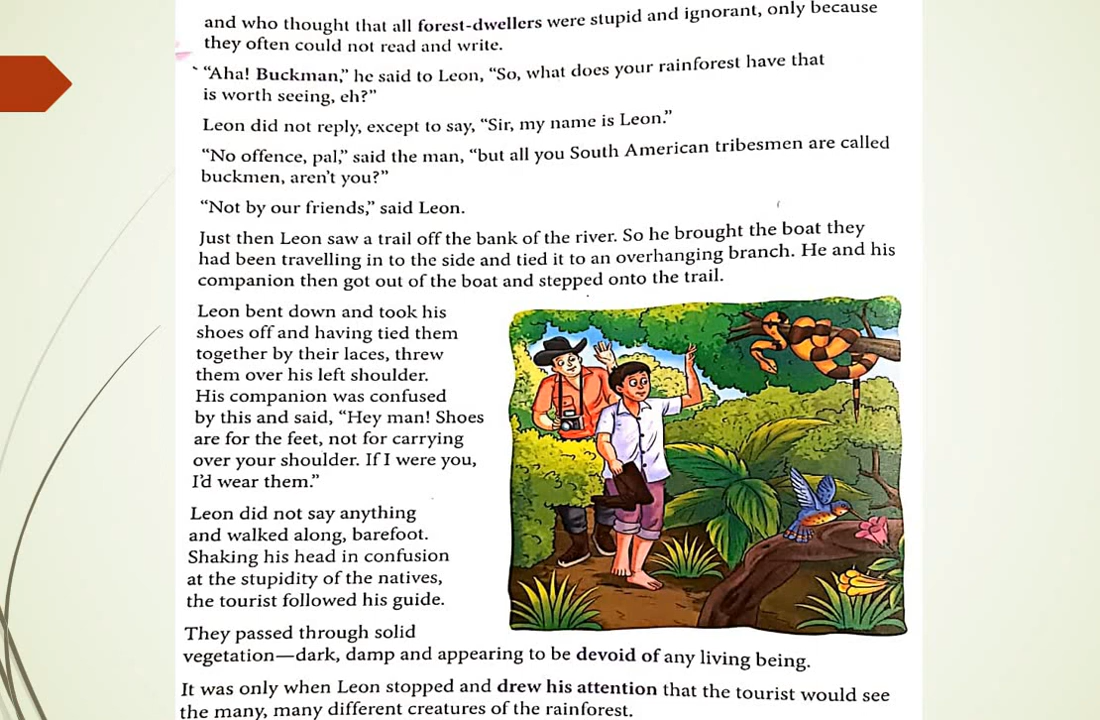 and who thought that all forest-dwellers were stupid and ignorant, only because
they often could not read and write.
“Aha! Buckman,” he said to Leon, “So, what does your rainforest have that
is worth seeing, eh?”
Leon did not reply, except to say, “Sir, my name is Leon.”
“No offence, pal,” said the man, “but all you South American tribesmen are called
buckmen, aren’t you?”
“Not by our friends,” said Leon.
Just then Leon saw a trail off the bank of the river. So he brought the boat they
had been travelling in to the side and tied it to an overhanging branch. He and his
companion then got out of the boat and stepped onto the trail.
Leon bent down and took his
shoes off and having tied them
together by their laces, threw
them over his left shoulder.
His companion was confused
by this and said, “Hey man! Shoes
are for the feet, not for carrying
over your shoulder. If I were you,
I’d wear them.”
Leon did not say anything
and walked along, barefoot.
Shaking his head in confusion
at the stupidity of the natives,
the tourist followed his guide.
They passed through solid
vegetation—dark, damp and appearing to be devoid of any living being.
It was only when Leon stopped and drew his attention that the tourist would see
the many, many different creatures of the rainforest.